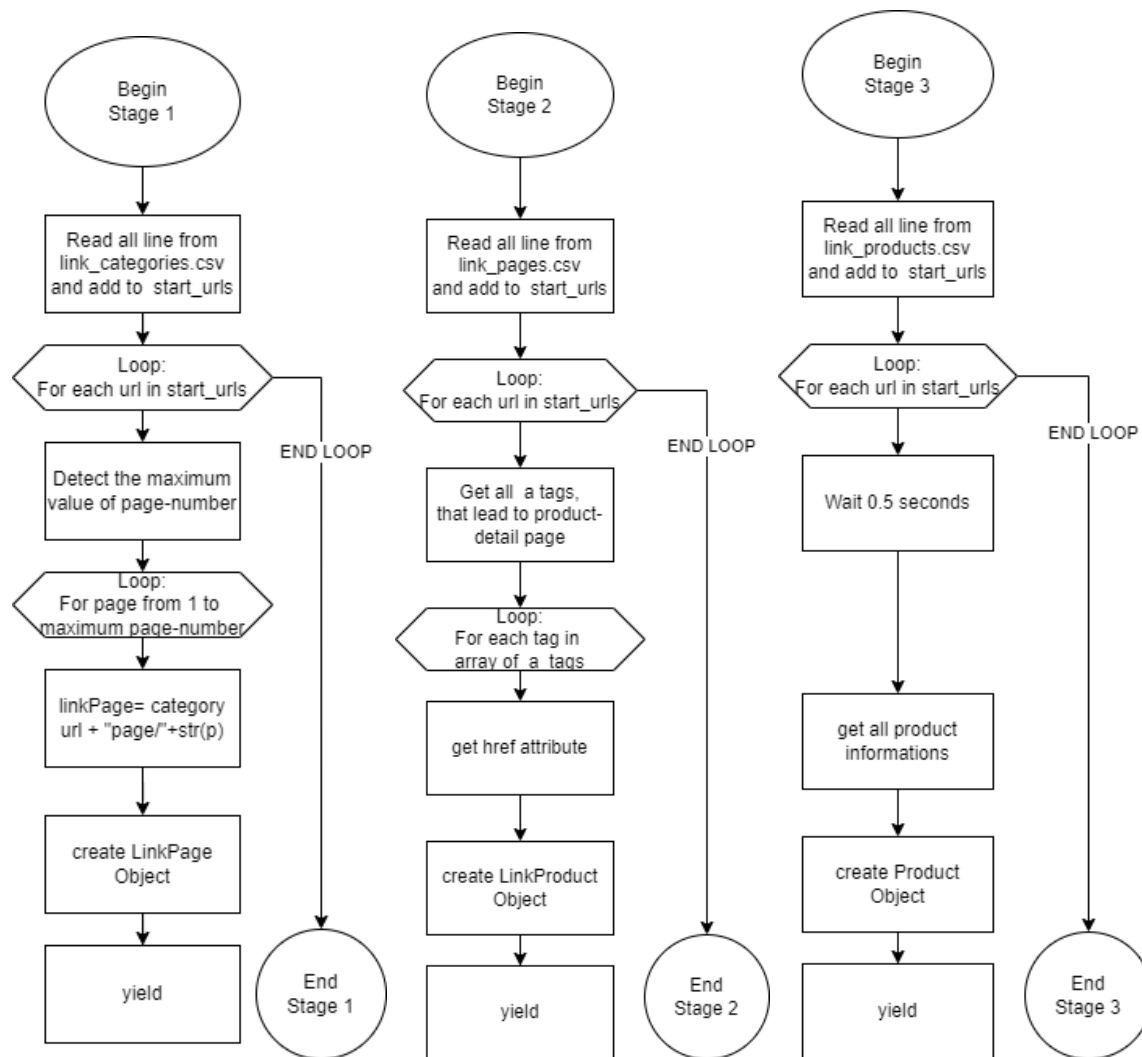 Begin
Stage 1
Read all line from
link_categories.csv
and add to  start_urls
Loop:
For each url in start_urls
END LOOP
Detect the maximum
value of page-number
Loop:
For page from 1 to
maximum page-number
linkPage= category
url + "page/"+str(p)
create LinkPage
Object
yield
End
Stage 1
Begin
Stage 2
Read all line from
link_pages.csv
and add to  start_urls
Loop:
For each url in start_urls
END LOOP
Get all  a tags,
that lead to product-
detail page
Loop:
For each tag in
array of  a  tags
get href attribute
create LinkProduct
Object
yield
End
Stage 2
Begin
Stage 3
Read all line from
link_products.csv
and add to  start_urls
Loop:
For each url in start_urls
END LOOP
Wait 0.5 seconds
get all product
informations
create Product
Object
yield
End
Stage 3